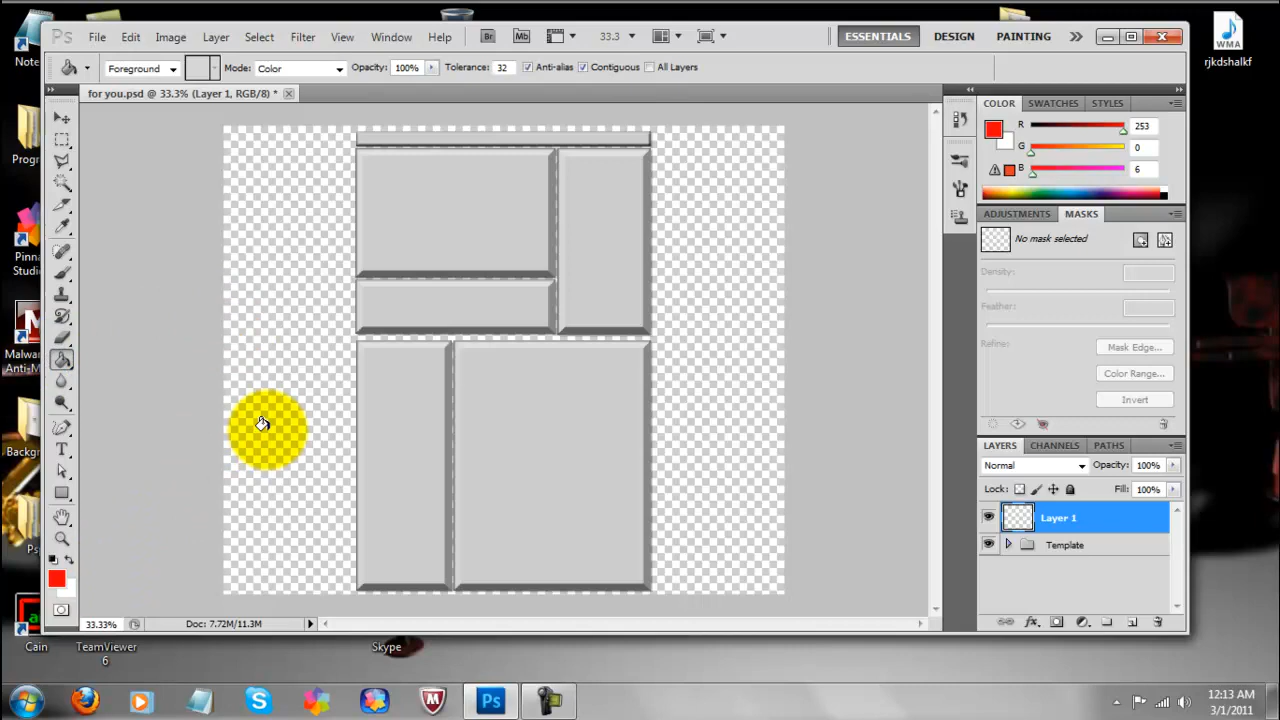 Ps File Edit Image Layer Select Filter View Window Help Br Mb 33.3 ESSENTIALS DESIGN PAINTING
WMA
rjkdshalkf
Note
Foreground Mode: Color Opacity: 100% Tolerance: 32 Anti-alias Contiguous All Layers
for you.psd @ 33.3% (Layer 1, RGB/8) *
COLOR SWATCHES STYLES
R 253
G 0
B 6
Progr
ADJUSTMENTS MASKS
No mask selected
Density:
Feather:
Refine:
Mask Edge...
Color Range...
Invert
Pinna
Studio
Malwar
Anti-M
Backgr
Psp
LAYERS CHANNELS PATHS
Normal Opacity: 100%
Lock: Fill: 100%
Layer 1
Template
33.33% Doc: 7.72M/11.3M
Cain
TeamViewer
6
Skype
Ps
12:13 AM
3/1/2011